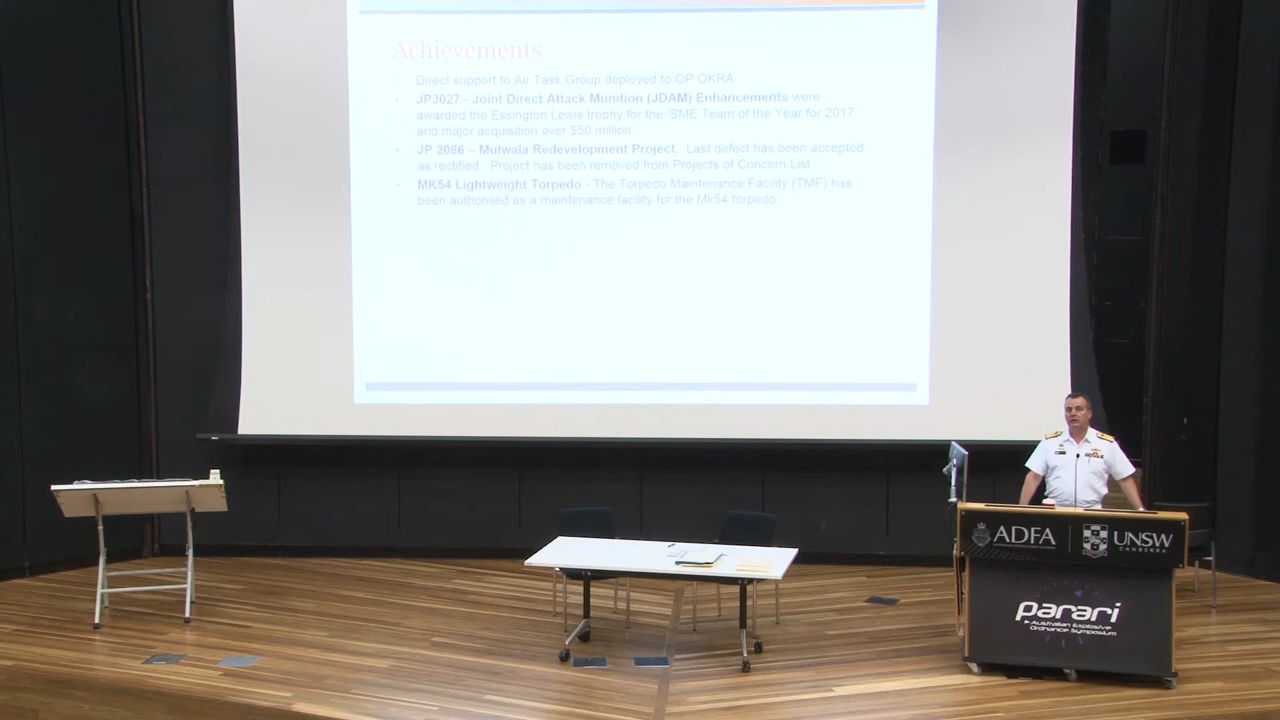 Achievements
Direct support to Air Task Group deployed to OP OKRA
JP3027 - Joint Direct Attack Munition (JDAM) Enhancements were
awarded the Essington Lewis trophy for the 'SME Team of the Year for 2017
and major acquisition over $50 million
JP 2086 – Mulwala Redevelopment Project. Last defect has been accepted
as rectified. Project has been removed from Projects of Concern List.
MK54 Lightweight Torpedo - The Torpedo Maintenance Facility (TMF) has
been authorised as a maintenance facility for the Mk54 torpedo.
ADFA
UNSW
CANBERRA
parari
Australian Explosive
Ordnance Symposium